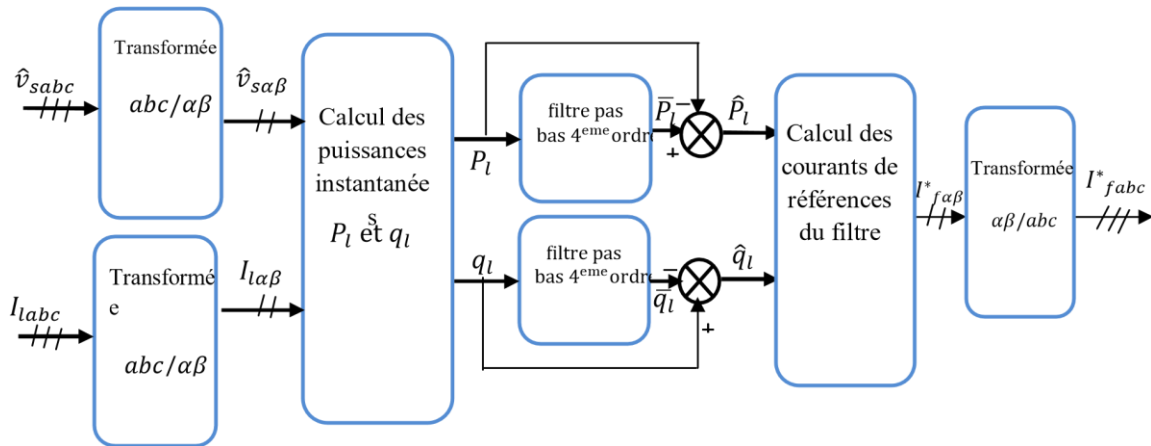 Transformée
abc/αβ
v̂sabc
v̂sαβ
Transformé
e
abc/αβ
Ilabc
Ilαβ
Calcul des
puissances
instantanée
s
Pl et ql
Pl
ql
filtre pas
bas 4eme ordr
filtre pas
bas 4eme ordr
P̅l
−
+
P̂l
−
q̅l
+
q̂l
Calcul des
courants de
références
du filtre
I*fαβ
Transformée
αβ/abc
I*fabc